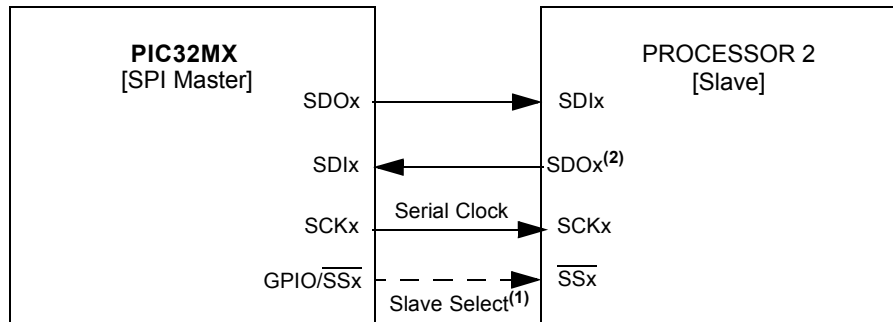 PIC32MX
[SPI Master]
PROCESSOR 2
[Slave]
SDOx
SDIx
SDIx
SDOx(2)
SCKx
Serial Clock
SCKx
GPIO/SSx
Slave Select(1)
SSx